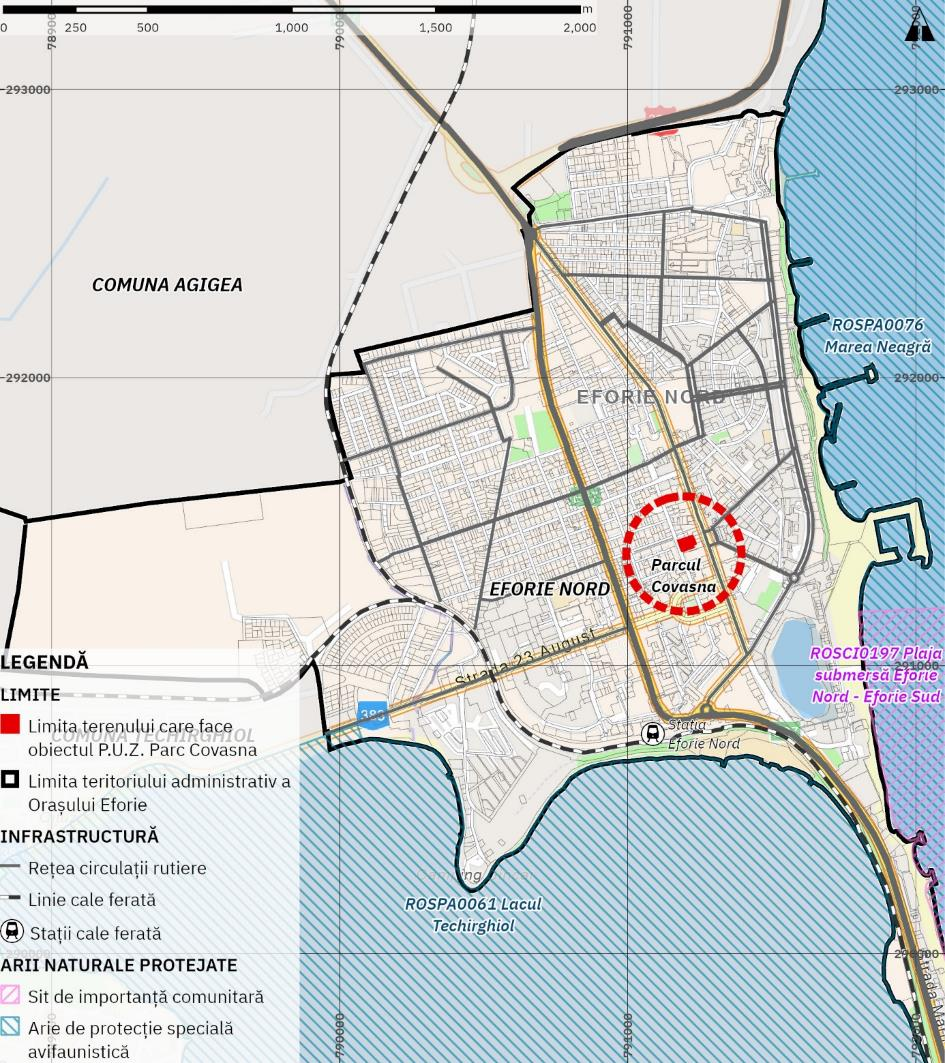 m
0
250
500
1,000
1,500
2,000
791000
293000
293000
COMUNA AGIGEA
ROSPA0076
Marea Neagră
292000
292000
EFORIE NORD
Parcul
Covasna
EFORIE NORD
Strada 23 August
ROSCI0197 Plaja
submersă Eforie
Nord - Eforie Sud
291000
383
Stația
Eforie Nord
COMUNA TECHIRGHIOL
LEGENDĂ
LIMITE
Limita terenului care face
obiectul P.U.Z. Parc Covasna
Limita teritoriului administrativ a
Orașului Eforie
INFRASTRUCTURĂ
Rețea circulații rutiere
Linie cale ferată
Stații cale ferată
ROSPA0061 Lacul
Techirghiol
ARII NATURALE PROTEJATE
Sit de importanță comunitară
Arie de protecție specială
avifaunistică
290000
790000
791000